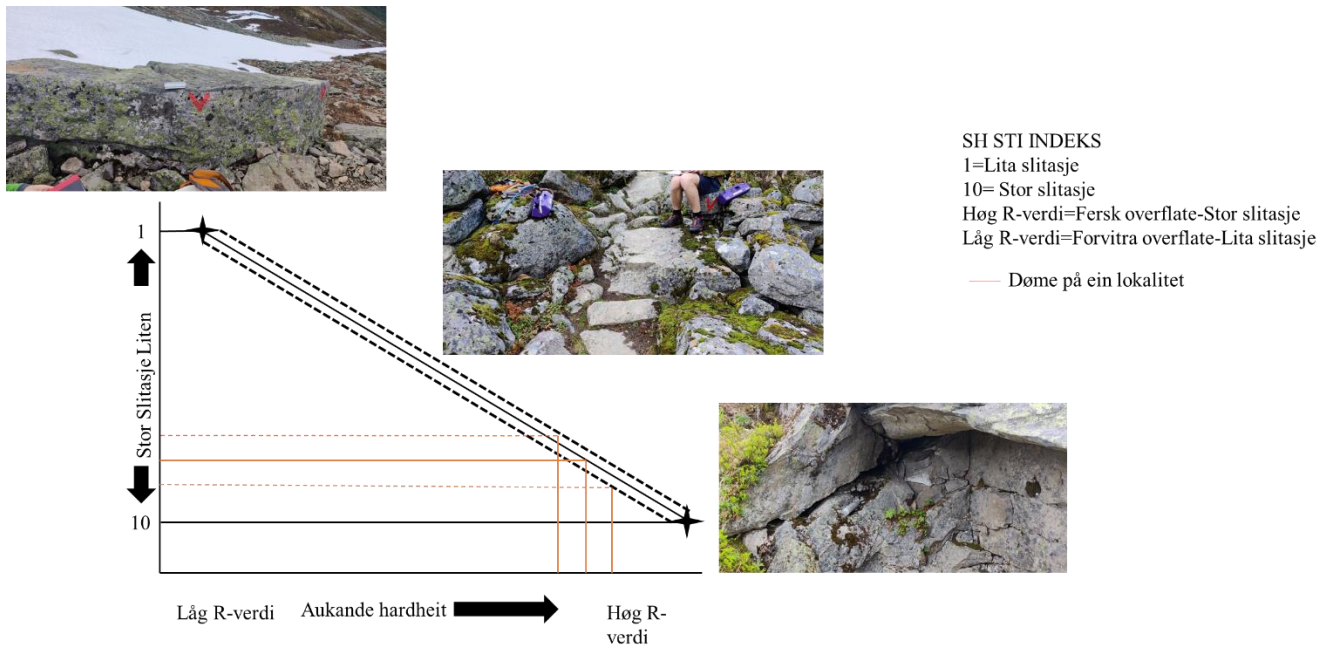 SH STI INDEKS
1=Lita slitasje
10= Stor slitasje
Høg R-verdi=Fersk overflate-Stor slitasje
Låg R-verdi=Forvitra overflate-Lita slitasje
Døme på ein lokalitet
1
Stor Slitasje Liten
10
Låg R-verdi
Aukande hardheit
Høg R-
verdi